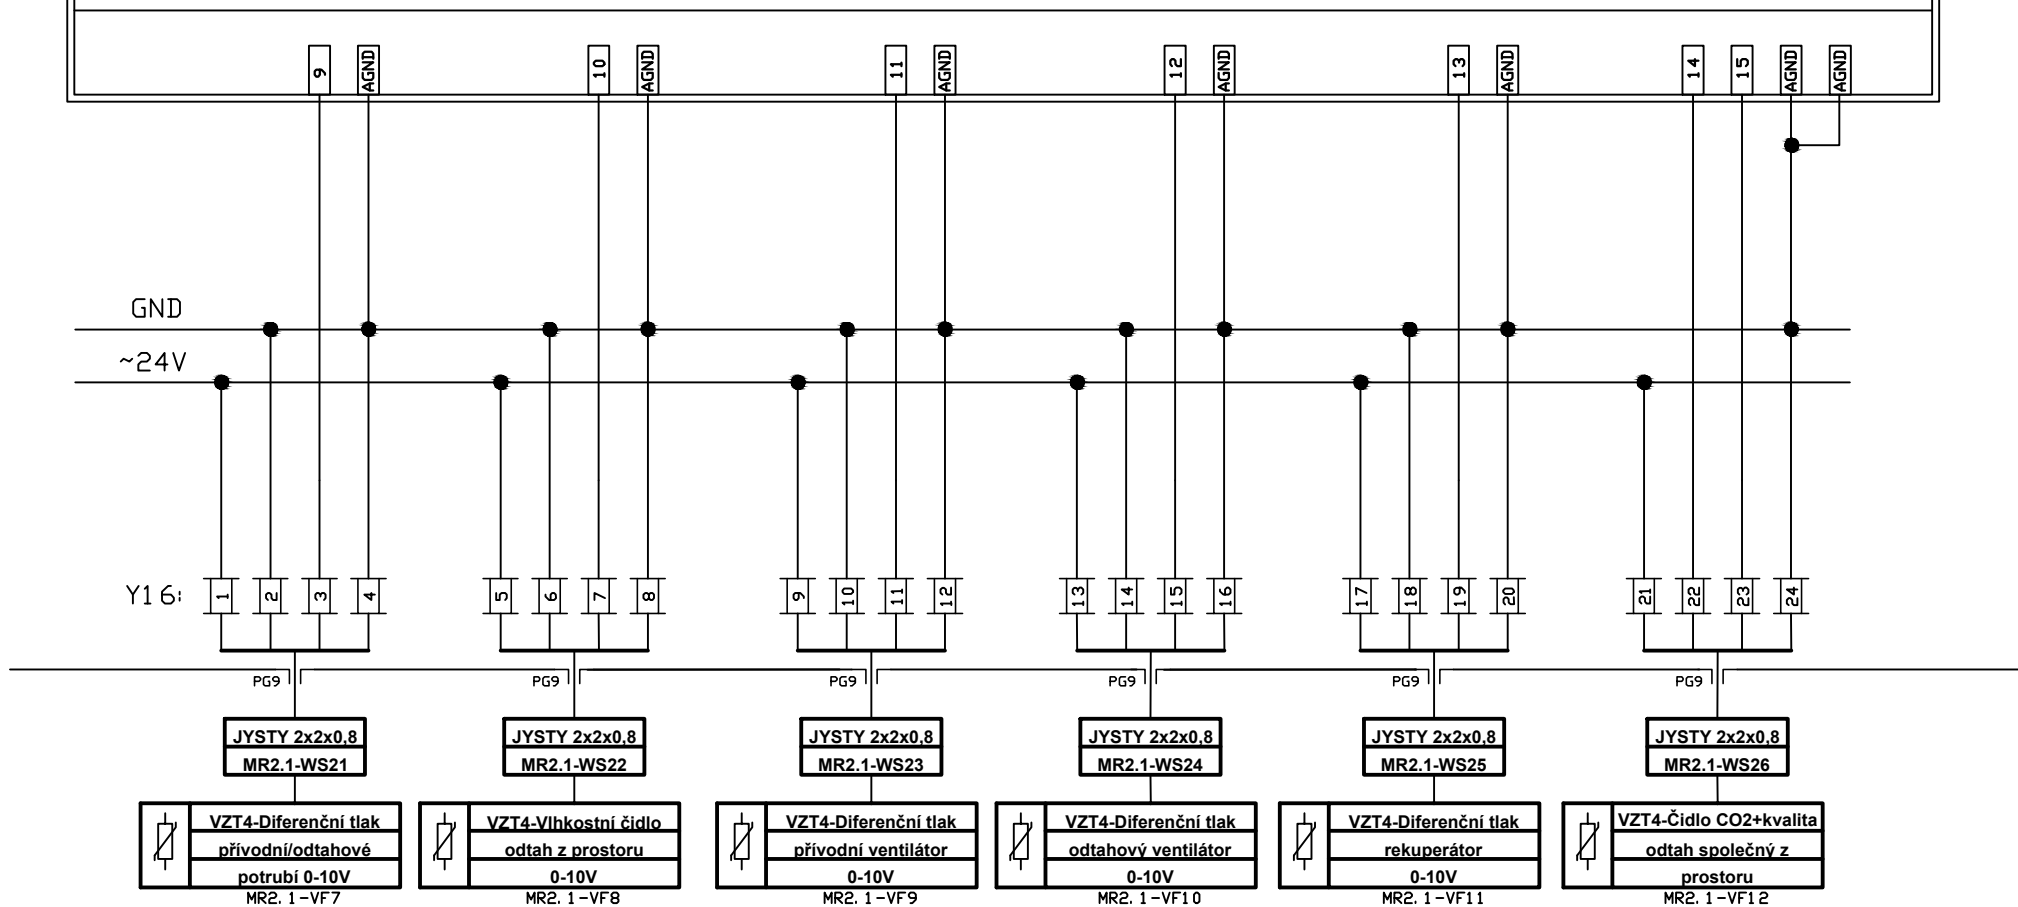 9 AGND 10 AGND 11 AGND 12 AGND 13 AGND 14 15 AGND AGND
GND
~24V
Y16: 1 2 3 4 5 6 7 8 9 10 11 12 13 14 15 16 17 18 19 20 21 22 23 24
PG9 PG9 PG9 PG9 PG9 PG9
JYSTY 2x2x0,8 JYSTY 2x2x0,8 JYSTY 2x2x0,8 JYSTY 2x2x0,8 JYSTY 2x2x0,8 JYSTY 2x2x0,8
MR2.1-WS21 MR2.1-WS22 MR2.1-WS23 MR2.1-WS24 MR2.1-WS25 MR2.1-WS26
VZT4-Diferenční tlak
přívodní/odtahové
potrubí 0-10V
MR2.1-VF7
VZT4-Vlhkostní čidlo
odtah z prostoru
0-10V
MR2.1-VF8
VZT4-Diferenční tlak
přívodní ventilátor
0-10V
MR2.1-VF9
VZT4-Diferenční tlak
odtahový ventilátor
0-10V
MR2.1-VF10
VZT4-Diferenční tlak
rekuperátor
0-10V
MR2.1-VF11
VZT4-Čidlo CO2+kvalita
odtah společný z
prostoru
MR2.1-VF12